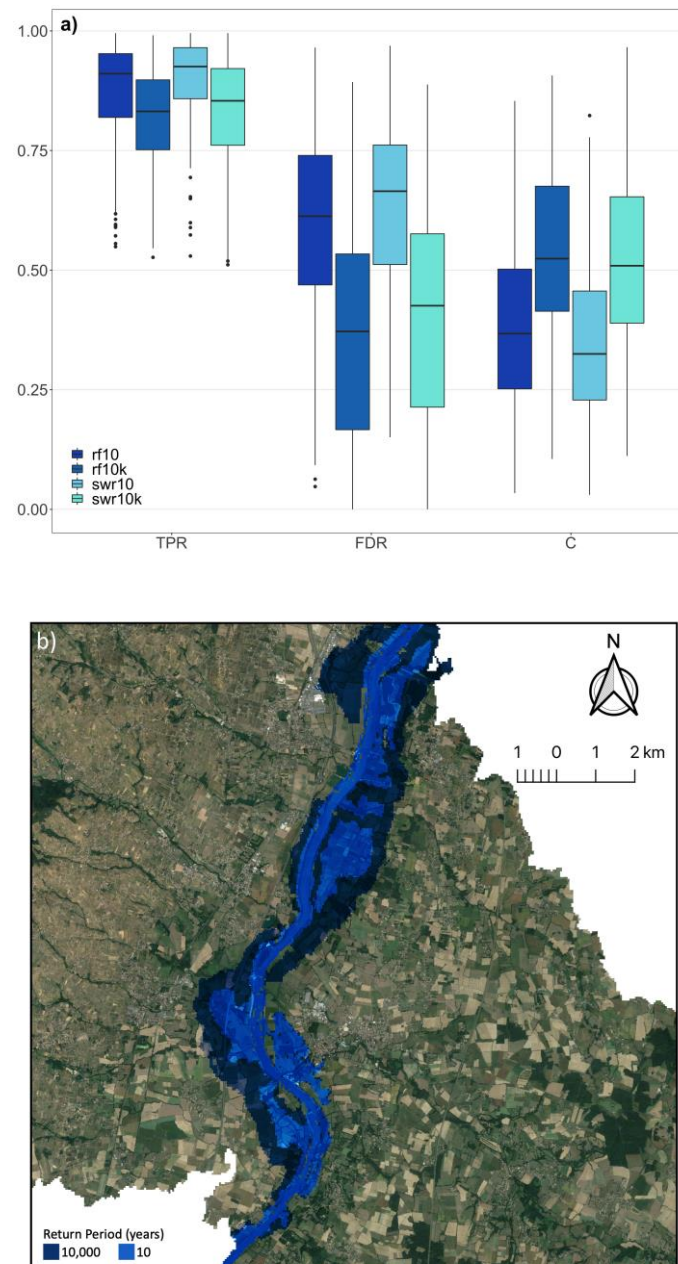 a)
1.00
0.75
0.50
0.25
0.00
rf10
rf10k
swr10
swr10k
TPR FDR C
b)
N
1 0 1 2 km
Return Period (years)
10,000 10